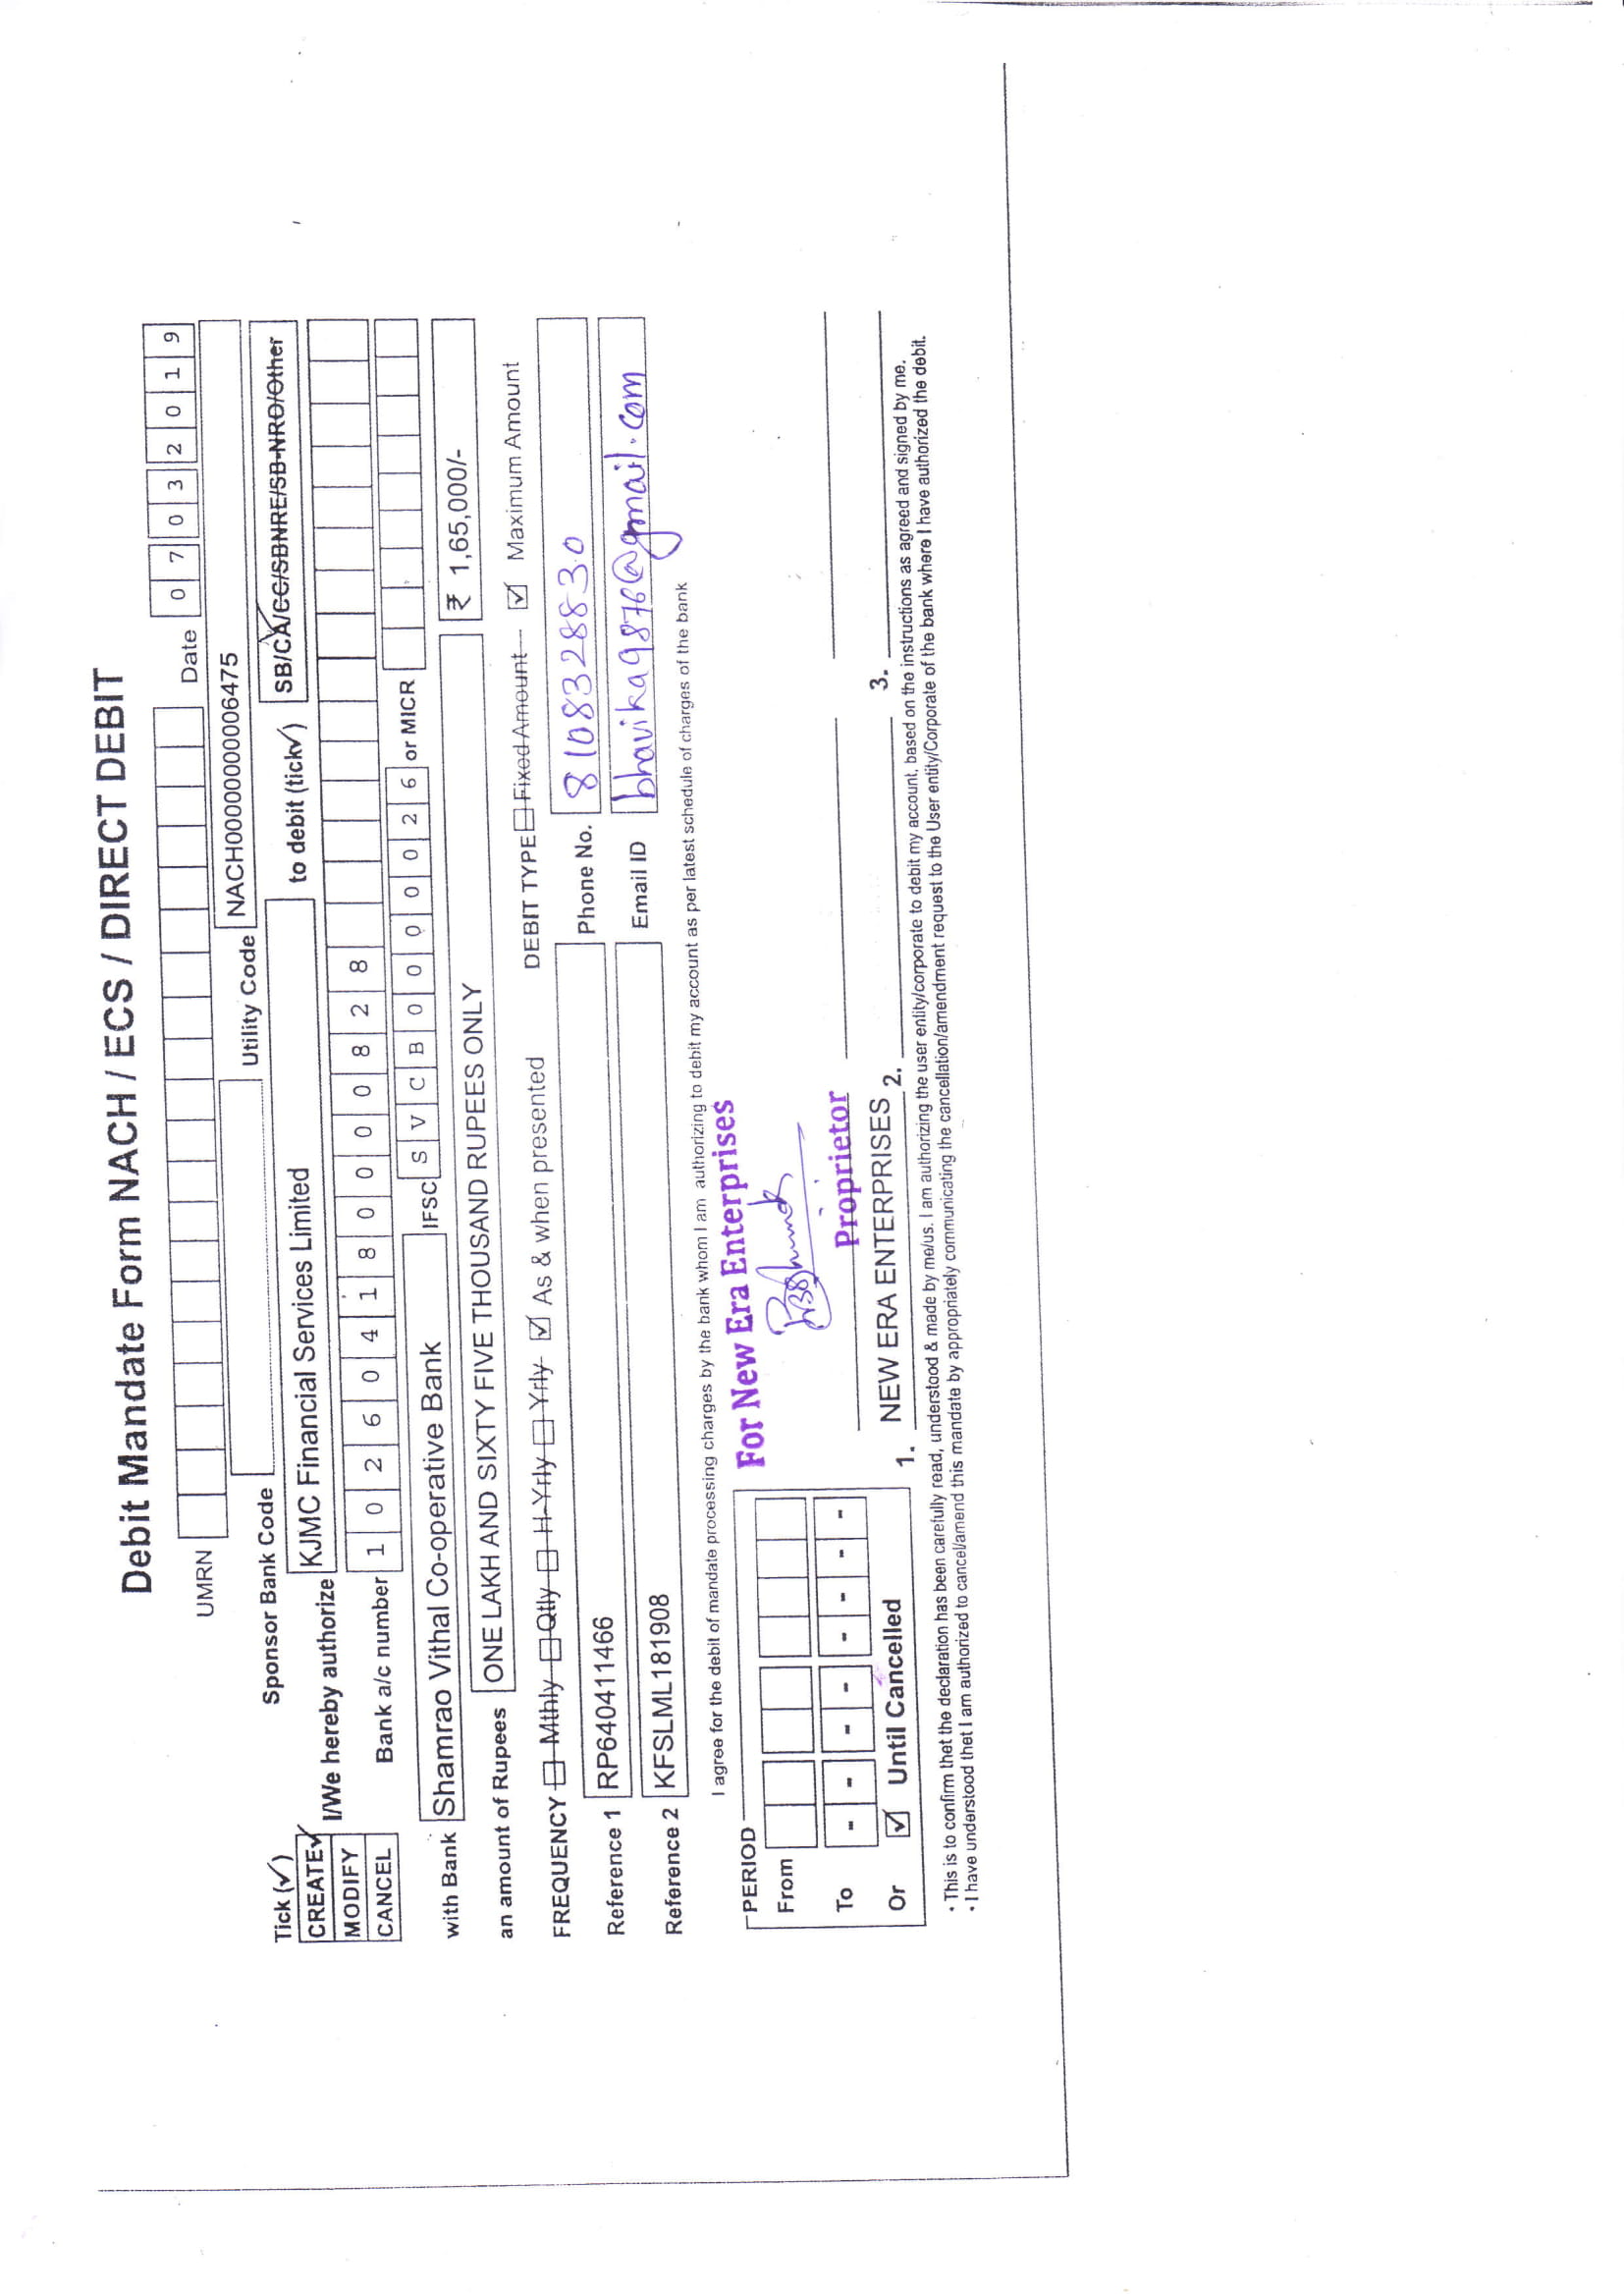 Debit Mandate Form NACH / ECS / DIRECT DEBIT
UMRN Date 0 7 0 3 2 0 1 9
Sponsor Bank Code Utility Code NACH00000000006475
Tick (✓)
CREATE✓
MODIFY
CANCEL
I/We hereby authorize KJMC Financial Services Limited to debit (tick✓) SB/CA/CC/SBNRE/SB-NRO/Other
Bank a/c number 1 0 2 6 0 4 1 8 0 0 0 0 8 2 8
with Bank Shamrao Vithal Co-operative Bank IFSC S V C B 0 0 0 0 0 2 6 or MICR
an amount of Rupees ONE LAKH AND SIXTY FIVE THOUSAND RUPEES ONLY ₹ 1,65,000/-
FREQUENCY Mthly Qtly H-Yrly Yrly ✓ As & when presented DEBIT TYPE Fixed Amount ✓ Maximum Amount
Reference 1 RP640411466 Phone No. 8108328830
Reference 2 KFSLML181908 Email ID bhavika9876@gmail.com
I agree for the debit of mandate processing charges by the bank whom I am authorizing to debit my account as per latest schedule of charges of the bank
PERIOD
From
To - - - - - - - -
Or ✓ Until Cancelled
For New Era Enterprises
Proprietor
1. NEW ERA ENTERPRISES 2. 3.
· This is to confirm thet the declaration has been carefully read, understood & made by me/us. I am authorizing the user entity/corporate to debit my account, based on the instructions as agreed and signed by me.
· I have understood thet I am authorized to cancel/amend this mandate by appropriately communicating the cancellation/amendment request to the User entity/Corporate of the bank where I have authorized the debit.